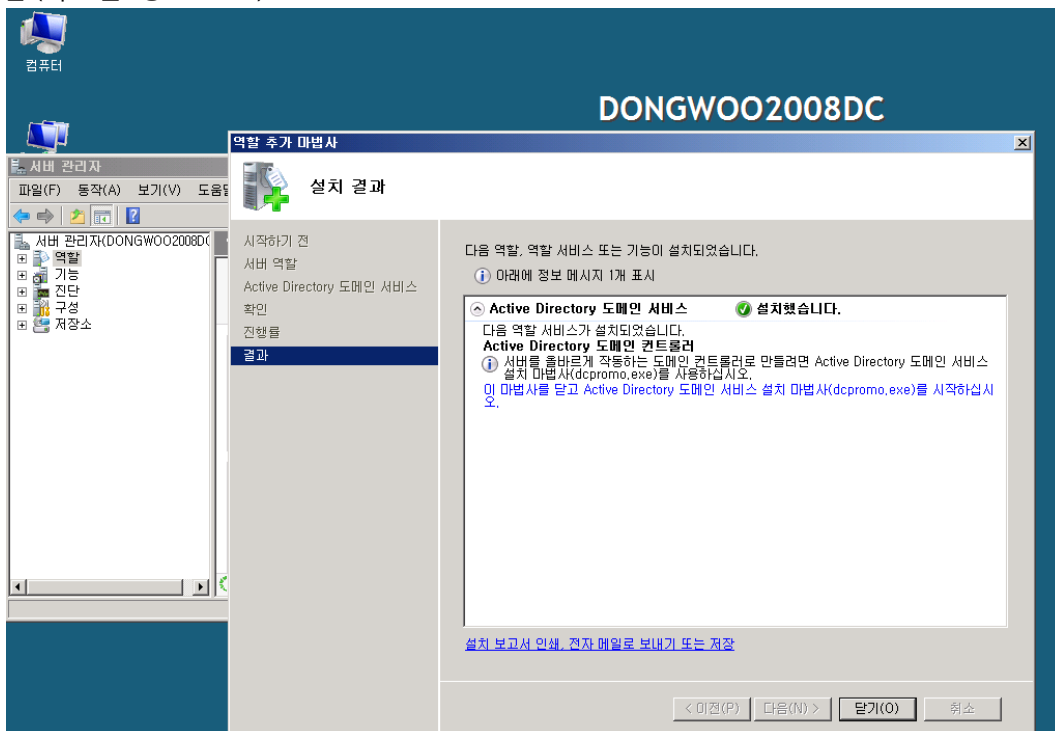 컴퓨터
DONGWOO2008DC
역할 추가 마법사
서버 관리자
파일(F) 동작(A) 보기(V)
설치 결과
서버 관리자(DONGWOO2008D
역할
기능
진단
구성
저장소
시작하기 전
서버 역할
Active Directory 도메인 서비스
확인
진행률
결과
다음 역할, 역할 서비스 또는 기능이 설치되었습니다.
아래에 정보 메시지 1개 표시
Active Directory 도메인 서비스 설치했습니다.
다음 역할 서비스가 설치되었습니다.
Active Directory 도메인 컨트롤러
서버를 올바르게 작동하는 도메인 컨트롤러로 만들려면 Active Directory 도메인 서비스
설치 마법사(dcpromo.exe)를 사용하십시오.
이 마법사를 닫고 Active Directory 도메인 서비스 설치 마법사(dcpromo.exe)를 시작하십시
오.
설치 보고서 인쇄, 전자 메일로 보내기 또는 저장
< 이전(P) 다음(N) > 닫기(O) 취소